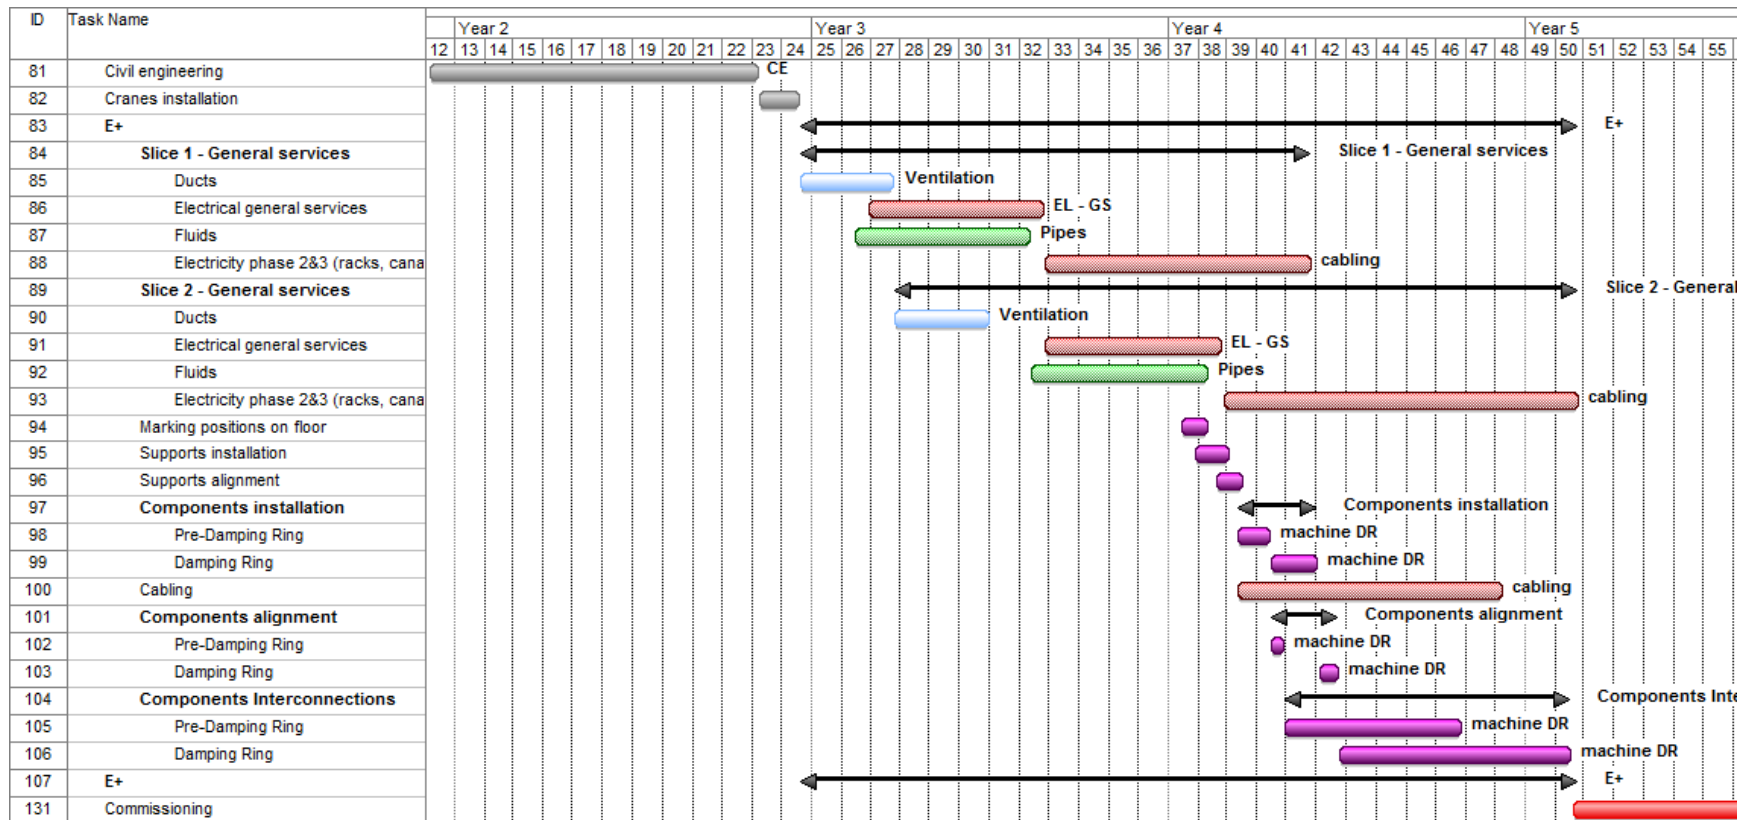 ID Task Name Year 2 Year 3 Year 4 Year 5
12 13 14 15 16 17 18 19 20 21 22 23 24 25 26 27 28 29 30 31 32 33 34 35 36 37 38 39 40 41 42 43 44 45 46 47 48 49 50 51 52 53 54 55
81 Civil engineering CE
82 Cranes installation
83 E+ E+
84 Slice 1 - General services Slice 1 - General services
85 Ducts Ventilation
86 Electrical general services EL - GS
87 Fluids Pipes
88 Electricity phase 2&3 (racks, cana cabling
89 Slice 2 - General services Slice 2 - General
90 Ducts Ventilation
91 Electrical general services EL - GS
92 Fluids Pipes
93 Electricity phase 2&3 (racks, cana cabling
94 Marking positions on floor
95 Supports installation
96 Supports alignment
97 Components installation Components installation
98 Pre-Damping Ring machine DR
99 Damping Ring machine DR
100 Cabling cabling
101 Components alignment Components alignment
102 Pre-Damping Ring machine DR
103 Damping Ring machine DR
104 Components Interconnections Components Inte
105 Pre-Damping Ring machine DR
106 Damping Ring machine DR
107 E+ E+
131 Commissioning